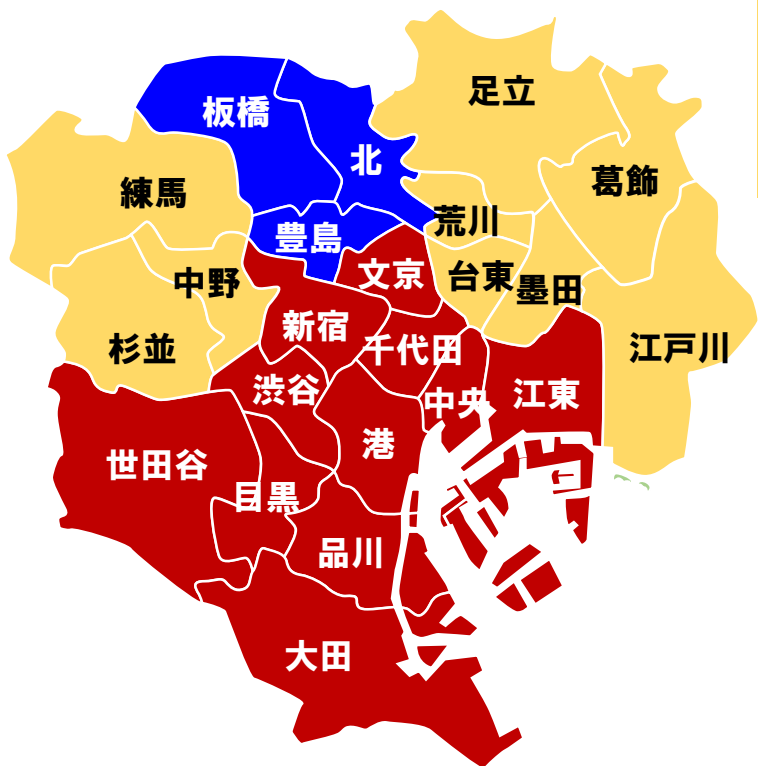 足立
板橋
北
葛飾
練馬
荒川
豊島
文京
台東
中野
墨田
新宿
千代田
杉並
江戸川
渋谷
中央
江東
港
世田谷
目黒
品川
大田